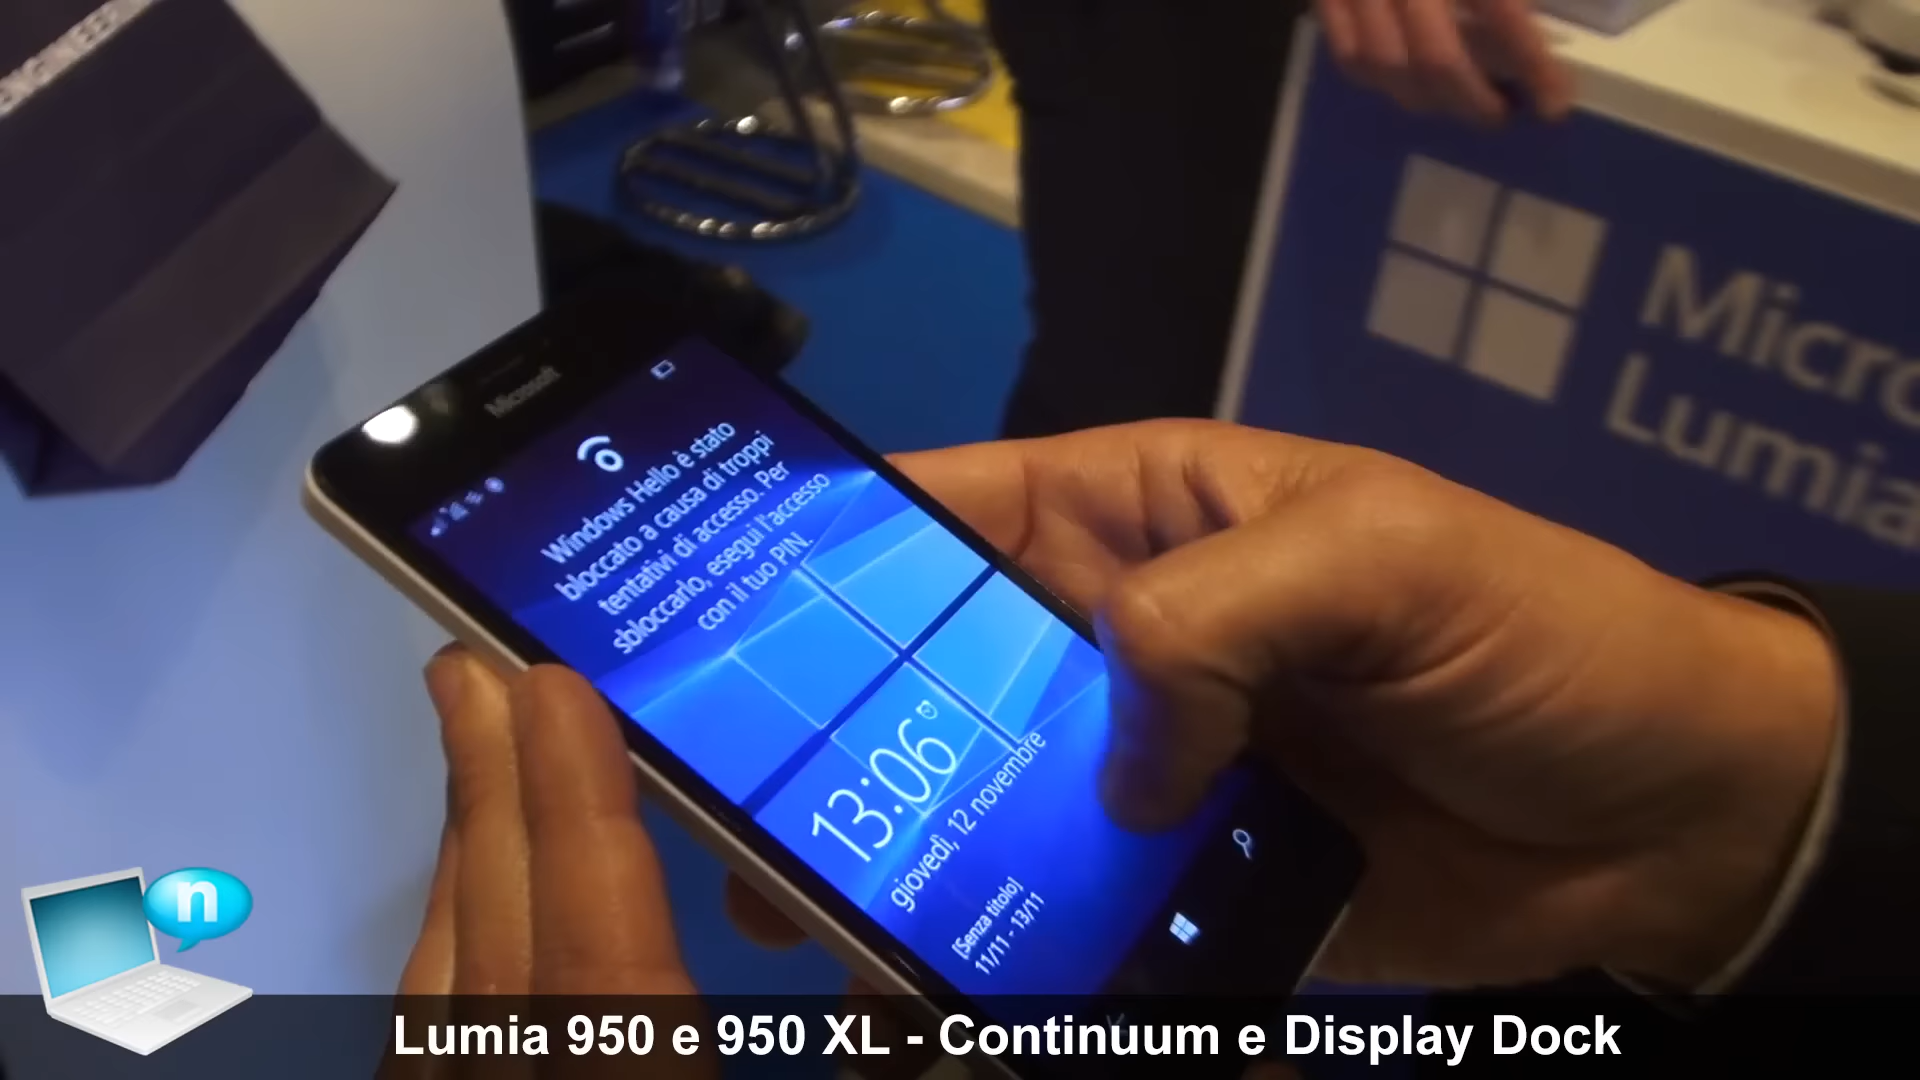 Microsoft
Windows Hello è stato
bloccato a causa di troppi
tentativi di accesso. Per
sbloccarlo, esegui l'accesso
con il tuo PIN.
13:06
giovedì, 12 novembre
[Senza titolo]
11/11 - 13/11
Lumia
n
Lumia 950 e 950 XL - Continuum e Display Dock